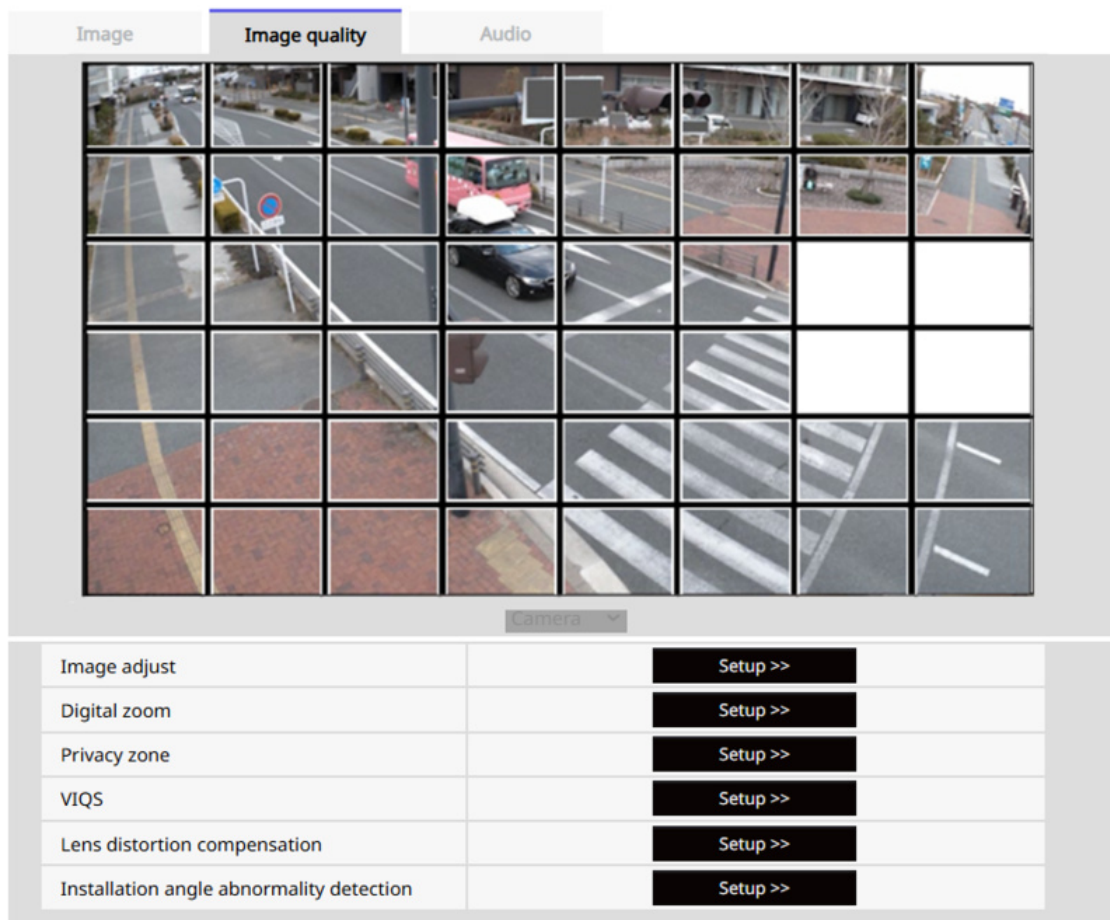 Image Image quality Audio
Camera
Image adjust Setup >>
Digital zoom Setup >>
Privacy zone Setup >>
VIQS Setup >>
Lens distortion compensation Setup >>
Installation angle abnormality detection Setup >>